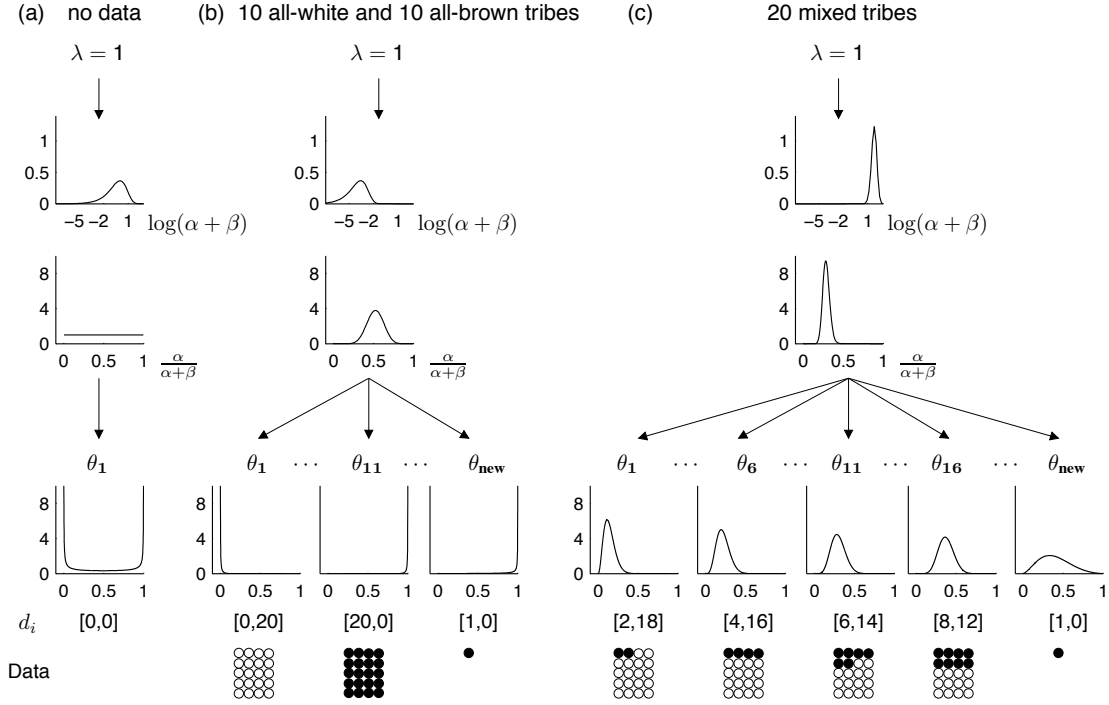 (a) no data (b) 10 all-white and 10 all-brown tribes (c) 20 mixed tribes
λ = 1 λ = 1 λ = 1
1 1 1
0.5 0.5 0.5
0 0 0
−5 −2 1 log(α + β) −5 −2 1 log(α + β) −5 −2 1 log(α + β)
8 8 8
4 4 4
0 0 0
0 0.5 1 α/(α+β) 0 0.5 1 α/(α+β) 0 0.5 1 α/(α+β)
θ1 θ1 ··· θ11 ··· θnew θ1 ··· θ6 ··· θ11 ··· θ16 ··· θnew
8 8 8
4 4 4
0 0 0
0 0.5 1 0 0.5 1 0 0.5 1 0 0.5 1 0 0.5 1 0 0.5 1 0 0.5 1 0 0.5 1 0 0.5 1
di [0,0] [0,20] [20,0] [1,0] [2,18] [4,16] [6,14] [8,12] [1,0]
Data